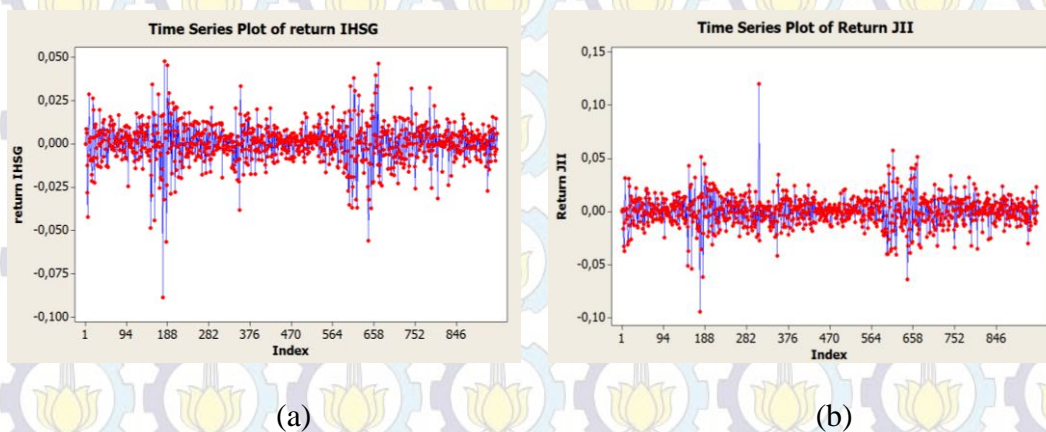 Time Series Plot of return IHSG
return IHSG
0,050
0,025
0,000
-0,025
-0,050
-0,075
-0,100
1 94 188 282 376 470 564 658 752 846
Index
(a)
Time Series Plot of Return JII
Return JII
0,15
0,10
0,05
0,00
-0,05
-0,10
1 94 188 282 376 470 564 658 752 846
Index
(b)